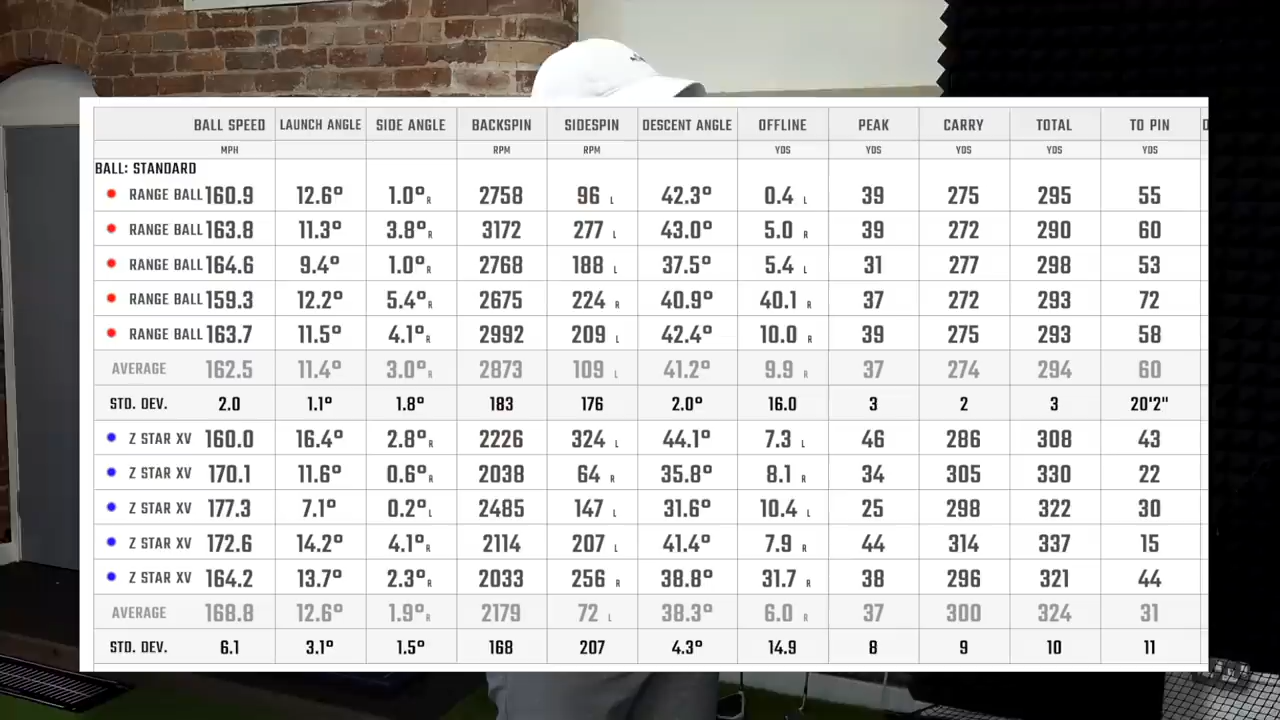 BALL SPEED LAUNCH ANGLE SIDE ANGLE BACKSPIN SIDESPIN DESCENT ANGLE OFFLINE PEAK CARRY TOTAL TO PIN
MPH RPM RPM YDS YDS YDS YDS YDS
BALL: STANDARD
RANGE BALL 160.9 12.6° 1.0° R 2758 96 L 42.3° 0.4 L 39 275 295 55
RANGE BALL 163.8 11.3° 3.8° R 3172 277 L 43.0° 5.0 R 39 272 290 60
RANGE BALL 164.6 9.4° 1.0° R 2768 188 L 37.5° 5.4 L 31 277 298 53
RANGE BALL 159.3 12.2° 5.4° R 2675 224 R 40.9° 40.1 R 37 272 293 72
RANGE BALL 163.7 11.5° 4.1° R 2992 209 L 42.4° 10.0 R 39 275 293 58
AVERAGE 162.5 11.4° 3.0° R 2873 109 L 41.2° 9.9 R 37 274 294 60
STD. DEV. 2.0 1.1° 1.8° 183 176 2.0° 16.0 3 2 3 20'2"
Z STAR XV 160.0 16.4° 2.8° R 2226 324 L 44.1° 7.3 L 46 286 308 43
Z STAR XV 170.1 11.6° 0.6° R 2038 64 R 35.8° 8.1 R 34 305 330 22
Z STAR XV 177.3 7.1° 0.2° L 2485 147 L 31.6° 10.4 L 25 298 322 30
Z STAR XV 172.6 14.2° 4.1° R 2114 207 L 41.4° 7.9 R 44 314 337 15
Z STAR XV 164.2 13.7° 2.3° R 2033 256 R 38.8° 31.7 R 38 296 321 44
AVERAGE 168.8 12.6° 1.9° R 2179 72 L 38.3° 6.0 R 37 300 324 31
STD. DEV. 6.1 3.1° 1.5° 168 207 4.3° 14.9 8 9 10 11